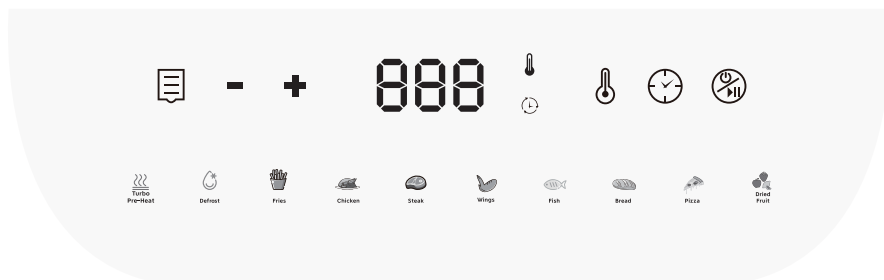 888
Turbo
Pre-Heat
Defrost
Fries
Chicken
Steak
Wings
Fish
Bread
Pizza
Dried
Fruit